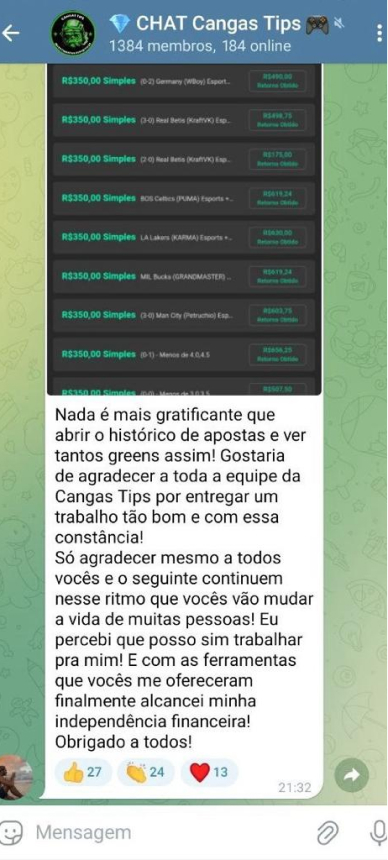 CHAT Cangas Tips
1384 membros, 184 online
R$350,00 Simples (0-2) Germany (WBoy) Esport... R$490,00
Retorno Obtido
R$350,00 Simples (3-0) Real Betis (KraftVK) Esp... R$498,75
Retorno Obtido
R$350,00 Simples (2-0) Real Betis (KraftVK) Esp... R$175,00
Retorno Obtido
R$350,00 Simples BOS Celtics (PUMA) Esports +... R$619,24
Retorno Obtido
R$350,00 Simples LA Lakers (KARMA) Esports +... R$630,00
Retorno Obtido
R$350,00 Simples MIL Bucks (GRANDMASTER) ... R$619,24
Retorno Obtido
R$350,00 Simples (3-0) Man City (Petruchio) Esp... R$603,75
Retorno Obtido
R$350,00 Simples (0-1) - Menos de 4.0,4.5 R$656,25
Retorno Obtido
R$350,00 Simples (0-0) - Menos de 3.0,3.5
Nada é mais gratificante que
abrir o histórico de apostas e ver
tantos greens assim! Gostaria
de agradecer a toda a equipe da
Cangas Tips por entregar um
trabalho tão bom e com essa
constância!
Só agradecer mesmo a todos
vocês e o seguinte continuem
nesse ritmo que vocês vão mudar
a vida de muitas pessoas! Eu
percebi que posso sim trabalhar
pra mim! E com as ferramentas
que vocês me ofereceram
finalmente alcancei minha
independência financeira!
Obrigado a todos!
27 24 13
21:32
Mensagem